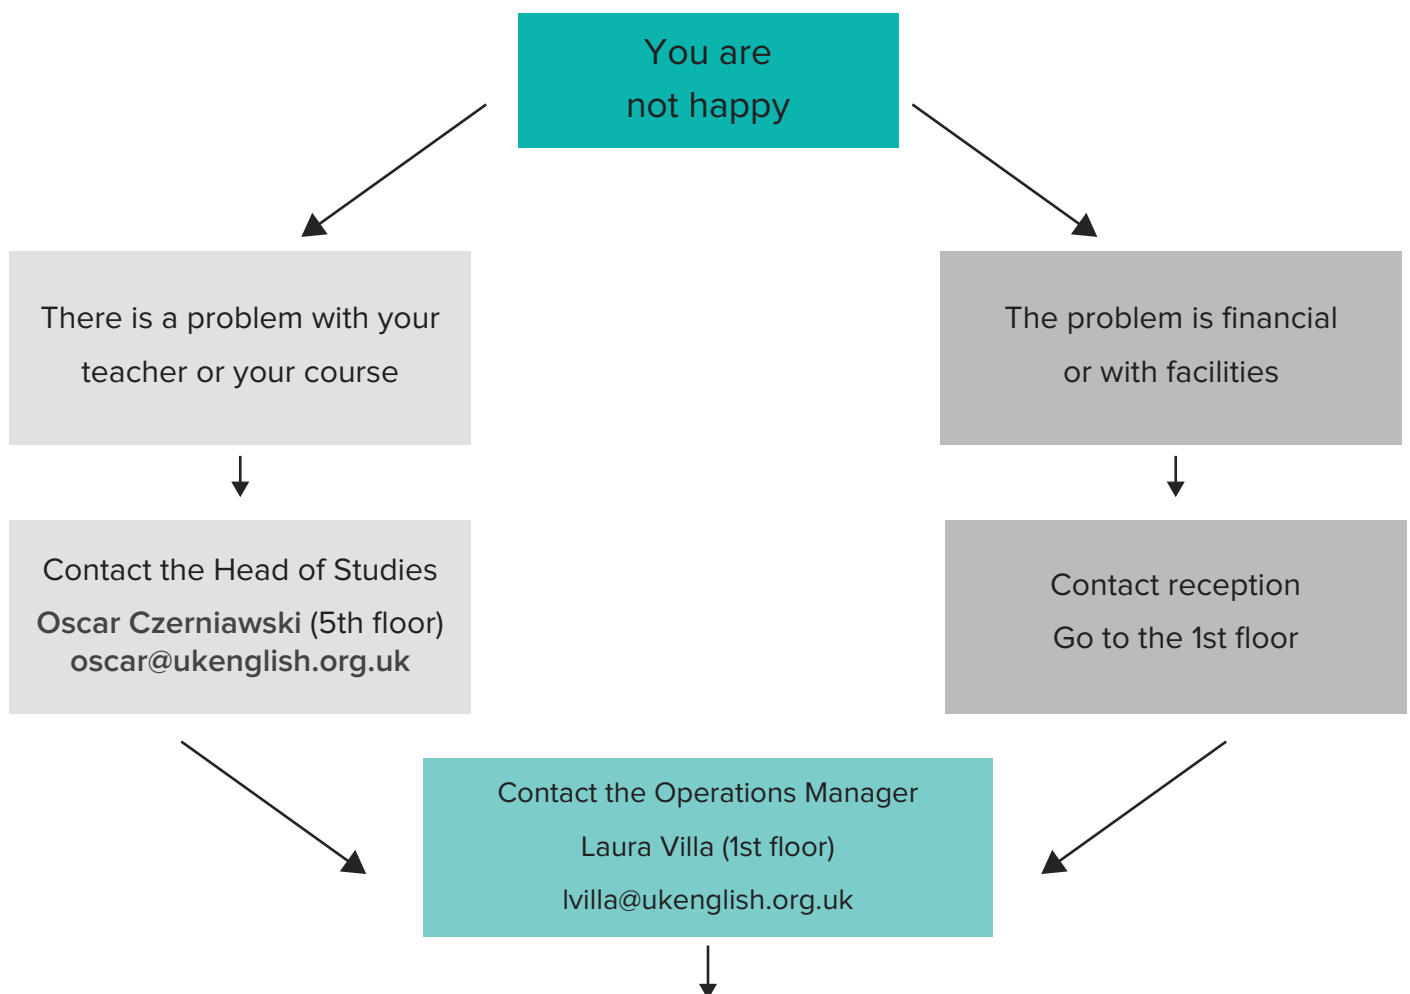 You are
not happy
There is a problem with your
teacher or your course
The problem is financial
or with facilities
Contact the Head of Studies
Oscar Czerniawski (5th floor)
oscar@ukenglish.org.uk
Contact reception
Go to the 1st floor
Contact the Operations Manager
Laura Villa (1st floor)
lvilla@ukenglish.org.uk